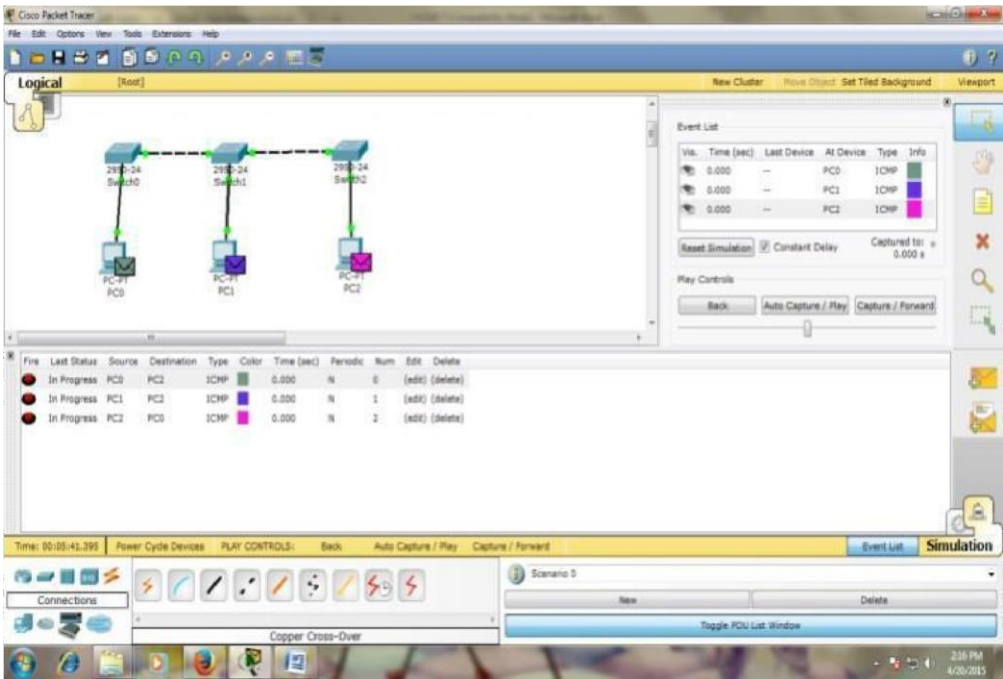 Cisco Packet Tracer
File Edit Options View Tools Extensions Help
Logical [Root] New Cluster Move Object Set Tiled Background Viewport
2950-24
Switch0
2950-24
Switch1
2950-24
Switch2
PC-PT
PC0
PC-PT
PC1
PC-PT
PC2
Event List
Vis. Time (sec) Last Device At Device Type Info
0.000 -- PC0 ICMP
0.000 -- PC1 ICMP
0.000 -- PC2 ICMP
Reset Simulation Constant Delay Captured to:
0.000 s
Play Controls
Back Auto Capture / Play Capture / Forward
Fire Last Status Source Destination Type Color Time (sec) Periodic Num Edit Delete
In Progress PC0 PC2 ICMP 0.000 N 0 (edit) (delete)
In Progress PC1 PC2 ICMP 0.000 N 1 (edit) (delete)
In Progress PC2 PC0 ICMP 0.000 N 2 (edit) (delete)
Time: 00:05:41.395 Power Cycle Devices PLAY CONTROLS: Back Auto Capture / Play Capture / Forward Event List Simulation
Connections
Copper Cross-Over
Scenario 0
New Delete
Toggle PDU List Window
2:16 PM
4/20/2015